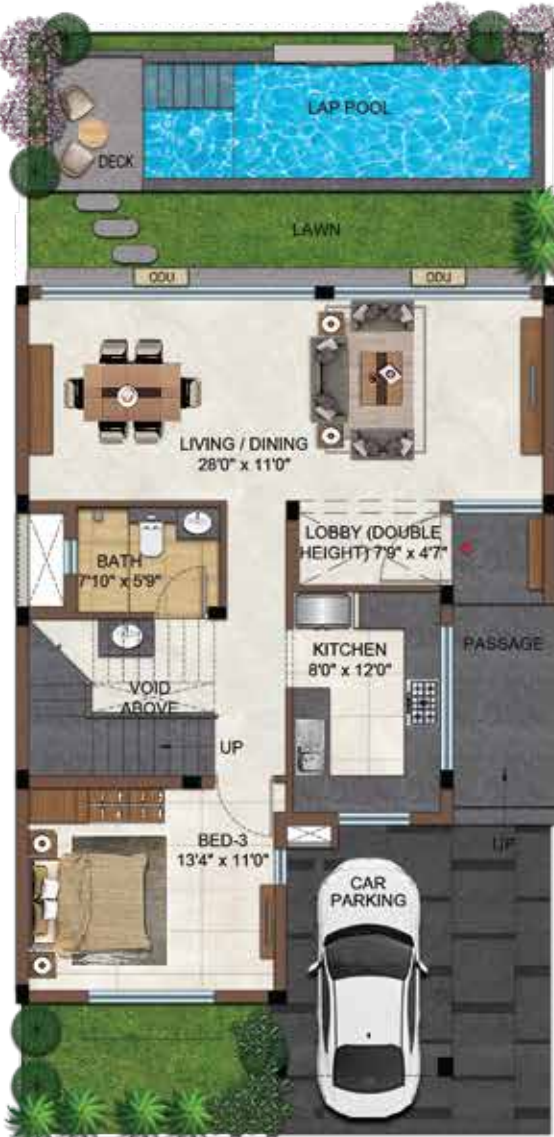 LAP POOL
DECK
LAWN
ODU
ODU
LIVING / DINING
28'0" x 11'0"
LOBBY (DOUBLE
HEIGHT) 7'9" x 4'7"
BATH
7'10" x 5'9"
KITCHEN
8'0" x 12'0"
PASSAGE
VOID
ABOVE
UP
BED-3
13'4" x 11'0"
UP
CAR
PARKING